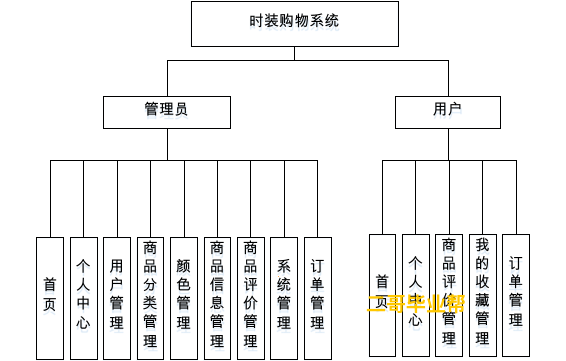 时装购物系统
管理员
用户
首页
个人中心
用户管理
商品分类管理
颜色管理
商品信息管理
商品评价管理
系统管理
订单管理
首页
个人中心
商品评价管理
我的收藏管理
订单管理
二哥毕业帮